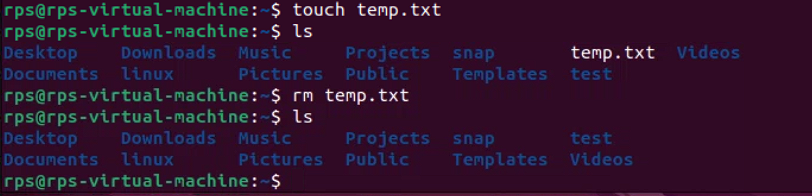 rps@rps-virtual-machine:~$ touch temp.txt
rps@rps-virtual-machine:~$ ls
Desktop    Downloads  Music     Projects  snap       temp.txt  Videos
Documents  linux      Pictures  Public    Templates  test
rps@rps-virtual-machine:~$ rm temp.txt
rps@rps-virtual-machine:~$ ls
Desktop    Downloads  Music     Projects  snap       test
Documents  linux      Pictures  Public    Templates  Videos
rps@rps-virtual-machine:~$